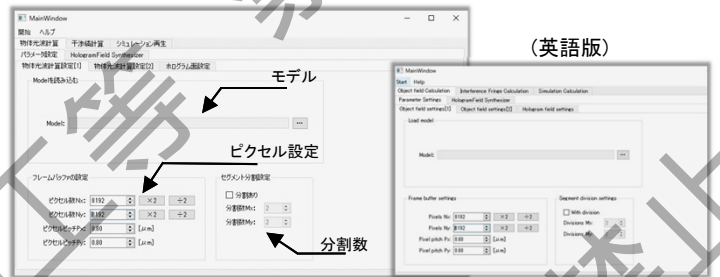 MainWindow
開始 ヘルプ
物体光波計算 干渉縞計算 シミュレーション再生
パラメータ設定 HologramField Synthesizer
物体光波計算設定[1] 物体光波計算設定[2] ホログラム面設定
Modelを読み込む
Model:
...
フレームバッファの設定
ピクセル数Nx: 8192 ×2 ÷2
ピクセル数Ny: 8192 ×2 ÷2
ピクセルピッチPx: 0.80 [μm]
ピクセルピッチPy: 0.80 [μm]
セグメント分割設定
分割あり
分割数Mx: 2
分割数My: 2
モデル
ピクセル設定
分割数
(英語版)
MainWindow
Start Help
Object field Calculation Interference Fringe Calculation Simulation Calculation
Parameter Settings HologramField Synthesizer
Object field settings[1] Object field settings[2] Hologram field settings
Load model
Model:
...
Frame buffer settings
Pixels Nx: 8192 ×2 ÷2
Pixels Ny: 8192 ×2 ÷2
Pixel pitch Px: 0.80 [μm]
Pixel pitch Py: 0.80 [μm]
Segment division settings
With division
Divisions Mx:
Divisions My:
工等
禁止